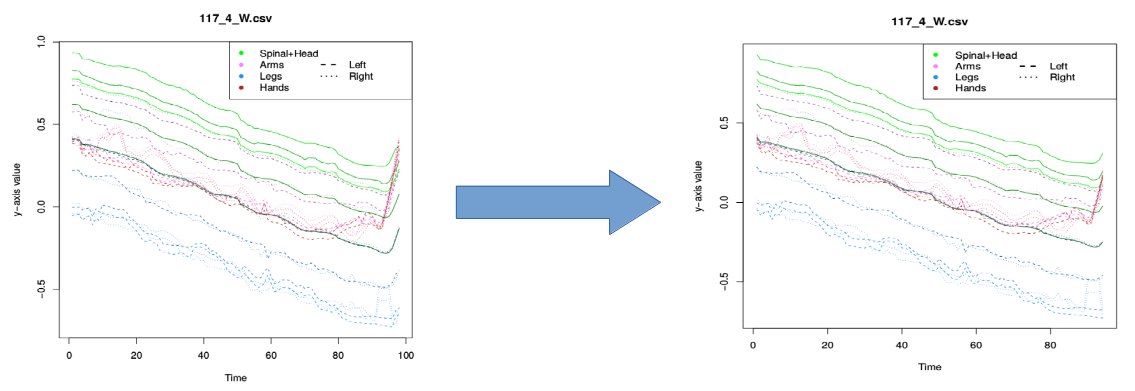 117_4_W.csv
Spinal+Head
Arms Left
Legs Right
Hands
1.0
0.5
0.0
−0.5
y−axis value
0 20 40 60 80 100
Time
117_4_W.csv
Spinal+Head
Arms Left
Legs Right
Hands
0.5
0.0
−0.5
y−axis value
0 20 40 60 80
Time